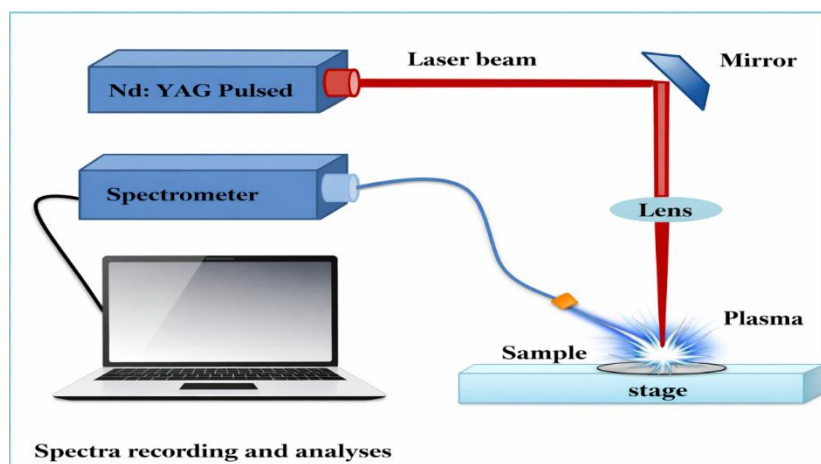 Laser beam
Mirror
Nd: YAG Pulsed
Spectrometer
Lens
Plasma
Sample
stage
Spectra recording and analyses